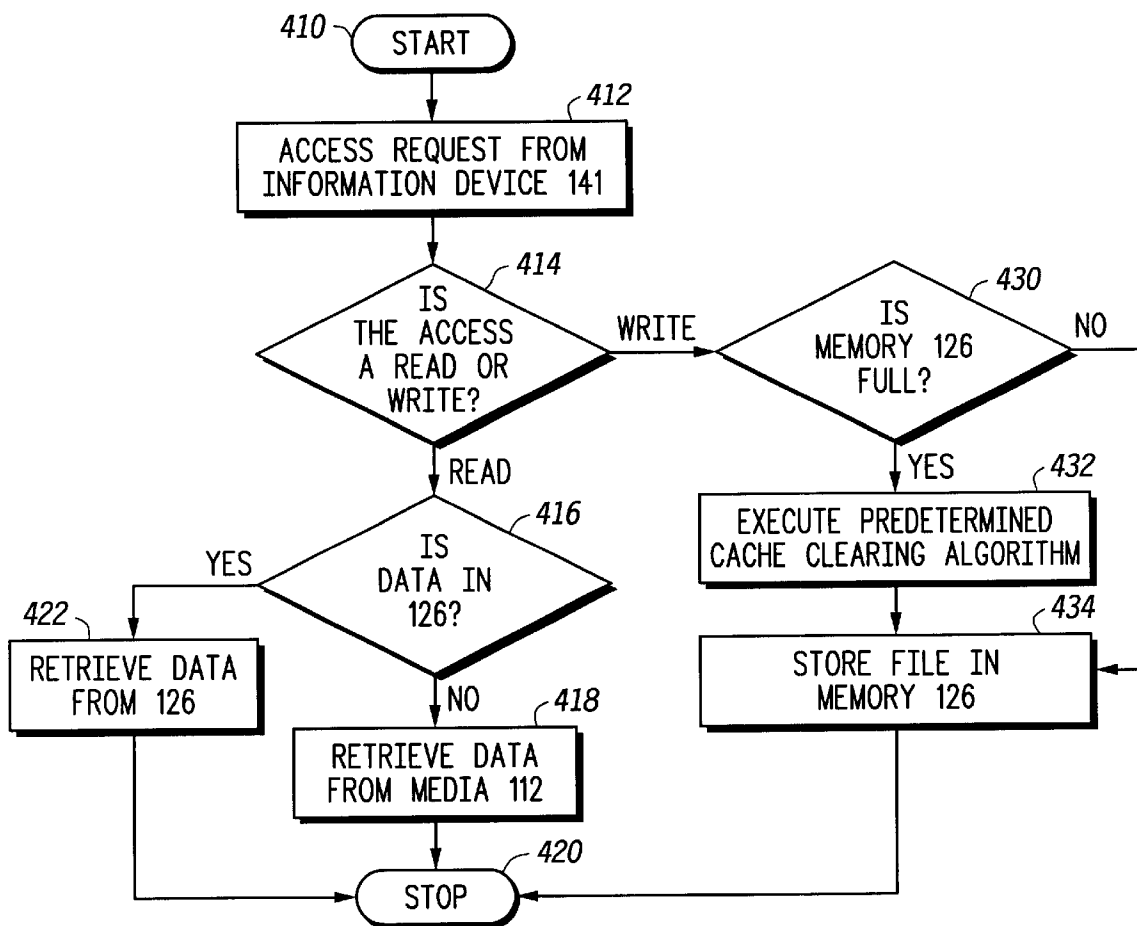 410
START
412
ACCESS REQUEST FROM
INFORMATION DEVICE 141
414
IS
THE ACCESS
A READ OR
WRITE?
WRITE
430
IS
MEMORY 126
FULL?
NO
READ
YES
432
EXECUTE PREDETERMINED
CACHE CLEARING ALGORITHM
416
IS
DATA IN
126?
YES
422
RETRIEVE DATA
FROM 126
NO
418
RETRIEVE DATA
FROM MEDIA 112
434
STORE FILE IN
MEMORY 126
420
STOP